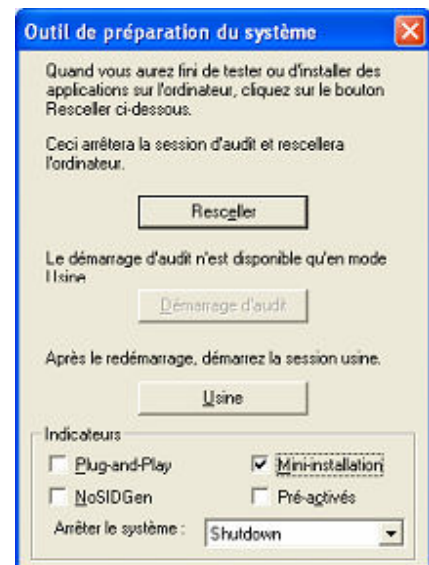 Outil de préparation du système
Quand vous aurez fini de tester ou d'installer des
applications sur l'ordinateur, cliquez sur le bouton
Resceller ci-dessous.
Ceci arrêtera la session d'audit et rescellera
l'ordinateur.
Resceller
Le démarrage d'audit n'est disponible qu'en mode
Usine
Démarrage d'audit
Après le redémarrage, démarrez la session usine.
Usine
Indicateurs
Plug-and-Play
Mini-installation
NoSIDGen
Pré-activés
Arrêter le système :
Shutdown